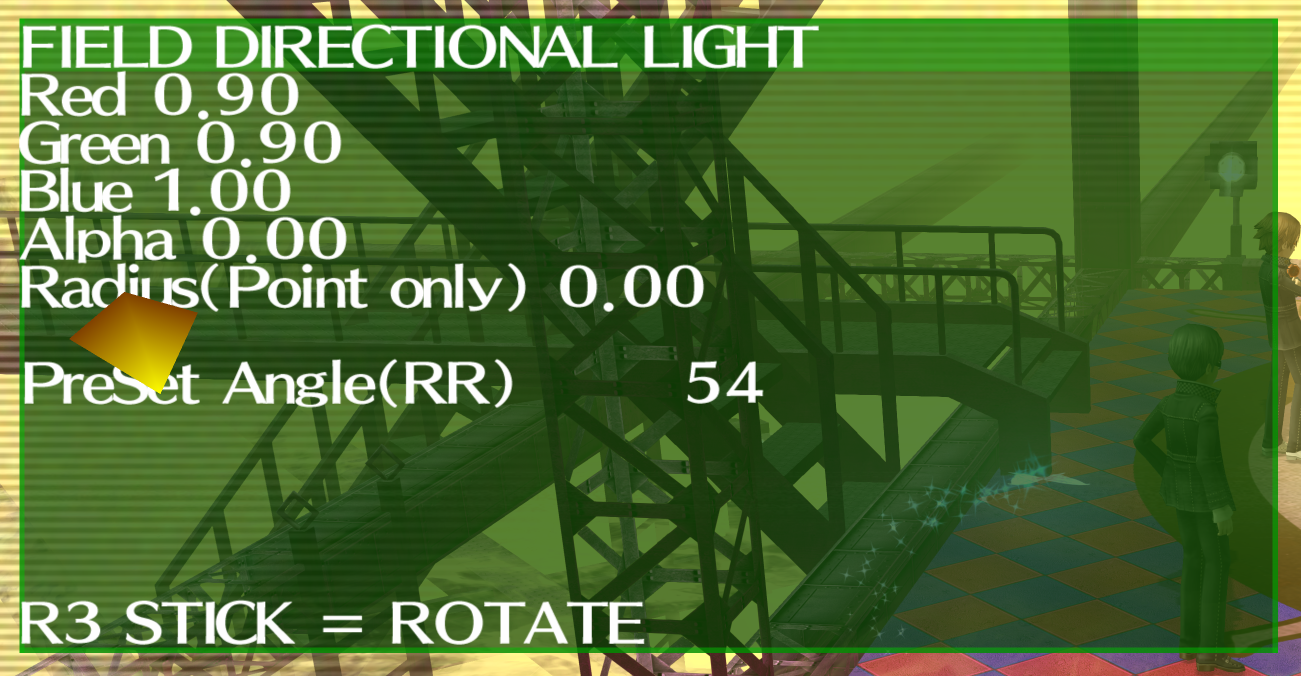 FIELD DIRECTIONAL LIGHT
Red 0.90
Green 0.90
Blue 1.00
Alpha 0.00
Radius(Point only) 0.00
PreSet Angle(RR) 54
R3 STICK = ROTATE